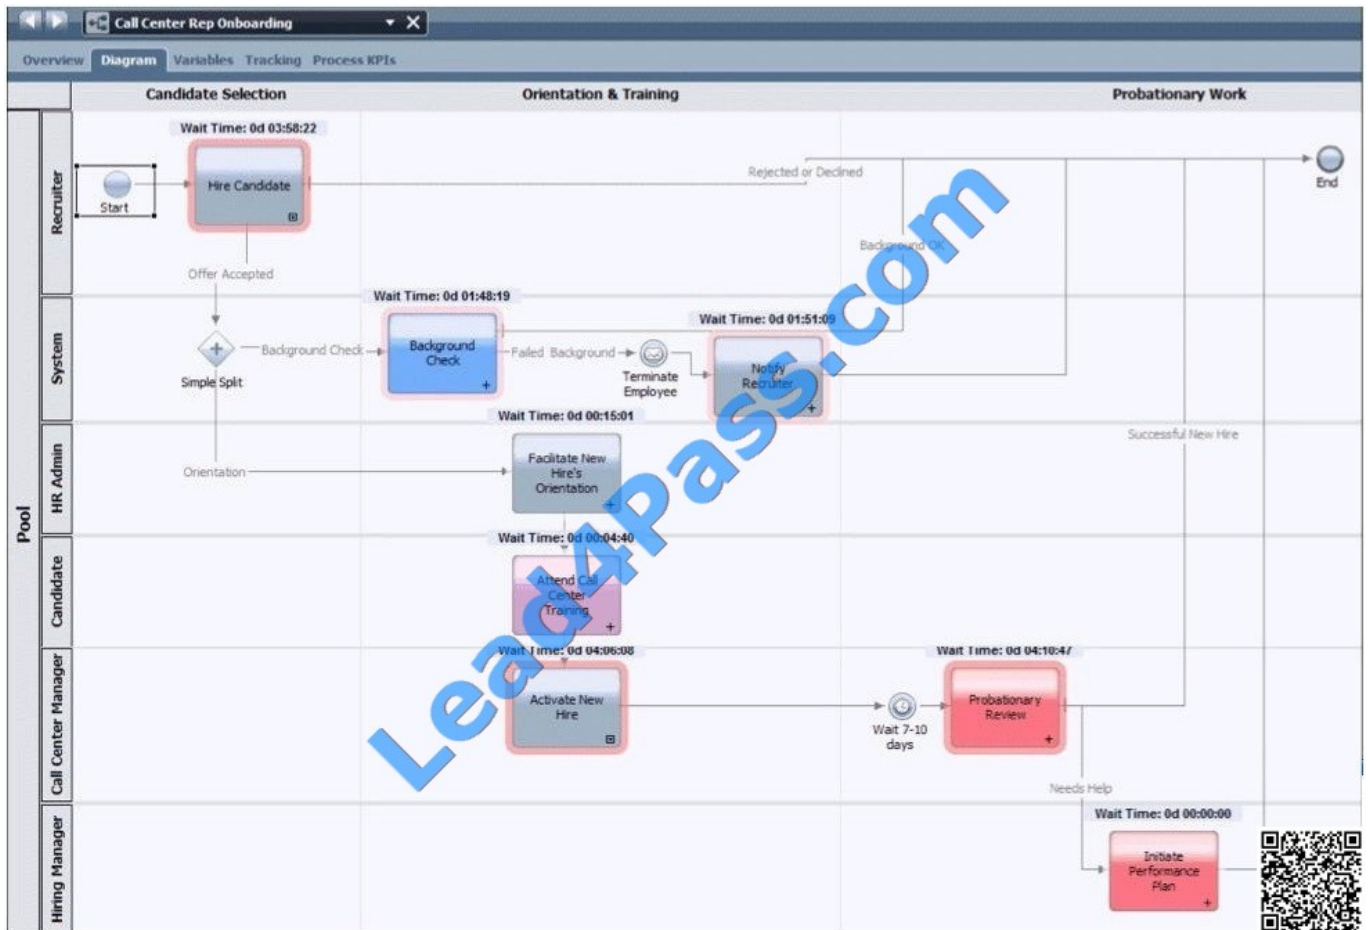 Call Center Rep Onboarding
Overview Diagram Variables Tracking Process KPIs
Candidate Selection
Orientation & Training
Probationary Work
Pool
Recruiter
Wait Time: 0d 03:58:22
Start
Hire Candidate
Rejected or Declined
End
Background OK
Offer Accepted
System
Wait Time: 0d 01:48:19
Wait Time: 0d 01:51:09
Simple Split
Background Check
Background
Check
Failed Background
Terminate
Employee
Notify
Recruiter
HR Admin
Wait Time: 0d 00:15:01
Orientation
Facilitate New
Hire's
Orientation
Successful New Hire
Candidate
Wait Time: 0d 00:04:40
Attend Call
Center
Training
Call Center Manager
Wait Time: 0d 04:06:08
Activate New
Hire
Wait 7-10
days
Wait Time: 0d 04:10:47
Probationary
Review
Needs Help
Hiring Manager
Wait Time: 0d 00:00:00
Initiate
Performance
Plan
Lead4Pass.com